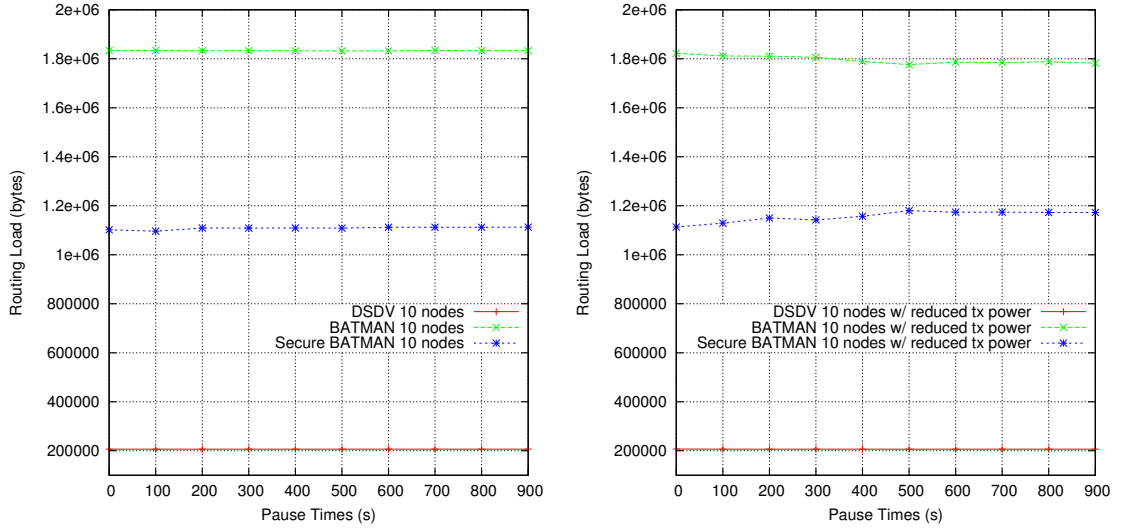 2e+06
1.8e+06
1.6e+06
1.4e+06
1.2e+06
1e+06
800000
600000
400000
200000
Routing Load (bytes)
DSDV 10 nodes
BATMAN 10 nodes
Secure BATMAN 10 nodes
0 100 200 300 400 500 600 700 800 900
Pause Times (s)
2e+06
1.8e+06
1.6e+06
1.4e+06
1.2e+06
1e+06
800000
600000
400000
200000
Routing Load (bytes)
DSDV 10 nodes w/ reduced tx power
BATMAN 10 nodes w/ reduced tx power
Secure BATMAN 10 nodes w/ reduced tx power
0 100 200 300 400 500 600 700 800 900
Pause Times (s)